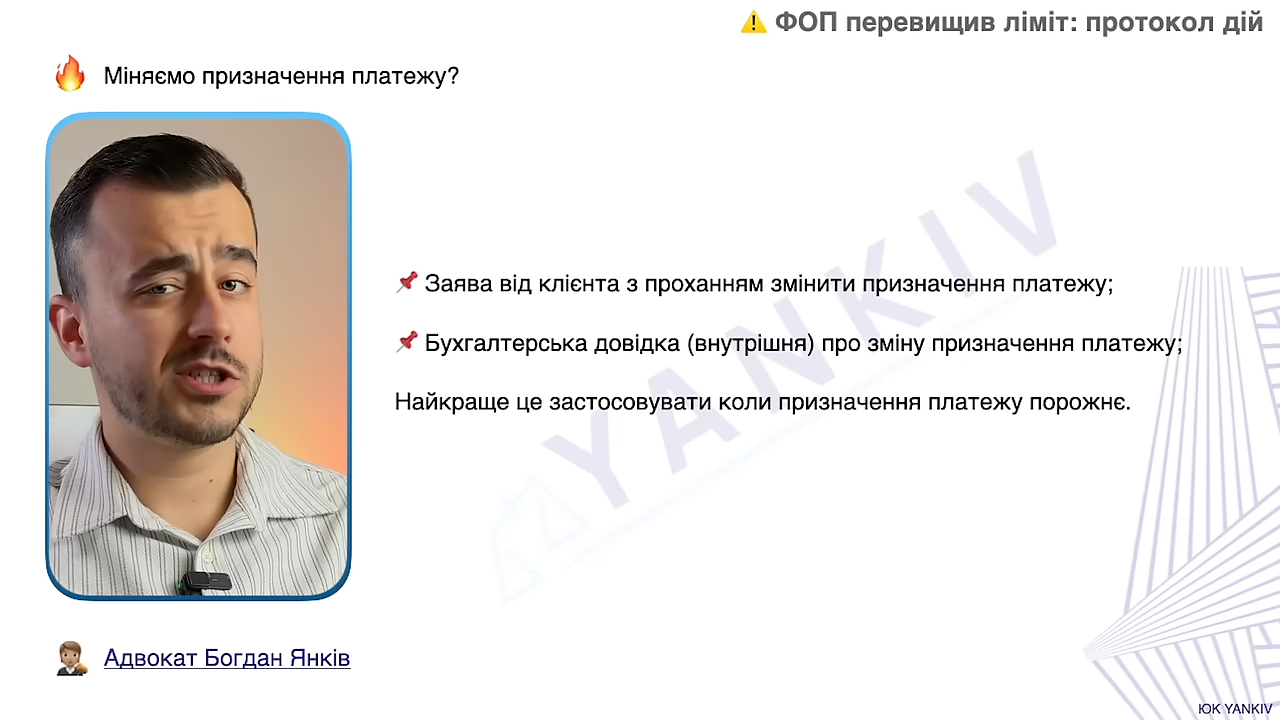 ⚠️ ФОП перевищив ліміт: протокол дій
🔥 Міняємо призначення платежу?
📌 Заява від клієнта з проханням змінити призначення платежу;
📌 Бухгалтерська довідка (внутрішня) про зміну призначення платежу;
Найкраще це застосовувати коли призначення платежу порожнє.
YANKIV
Адвокат Богдан Янків
ЮК YANKIV